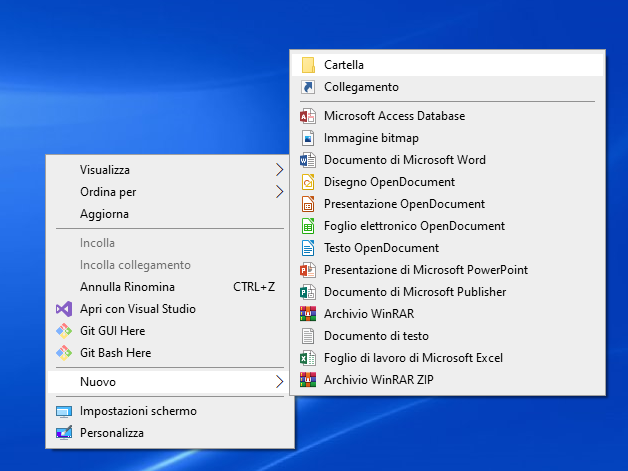 Visualizza
Ordina per
Aggiorna
Incolla
Incolla collegamento
Annulla Rinomina CTRL+Z
Apri con Visual Studio
Git GUI Here
Git Bash Here
Nuovo
Impostazioni schermo
Personalizza
Cartella
Collegamento
Microsoft Access Database
Immagine bitmap
Documento di Microsoft Word
Disegno OpenDocument
Presentazione OpenDocument
Foglio elettronico OpenDocument
Testo OpenDocument
Presentazione di Microsoft PowerPoint
Documento di Microsoft Publisher
Archivio WinRAR
Documento di testo
Foglio di lavoro di Microsoft Excel
Archivio WinRAR ZIP